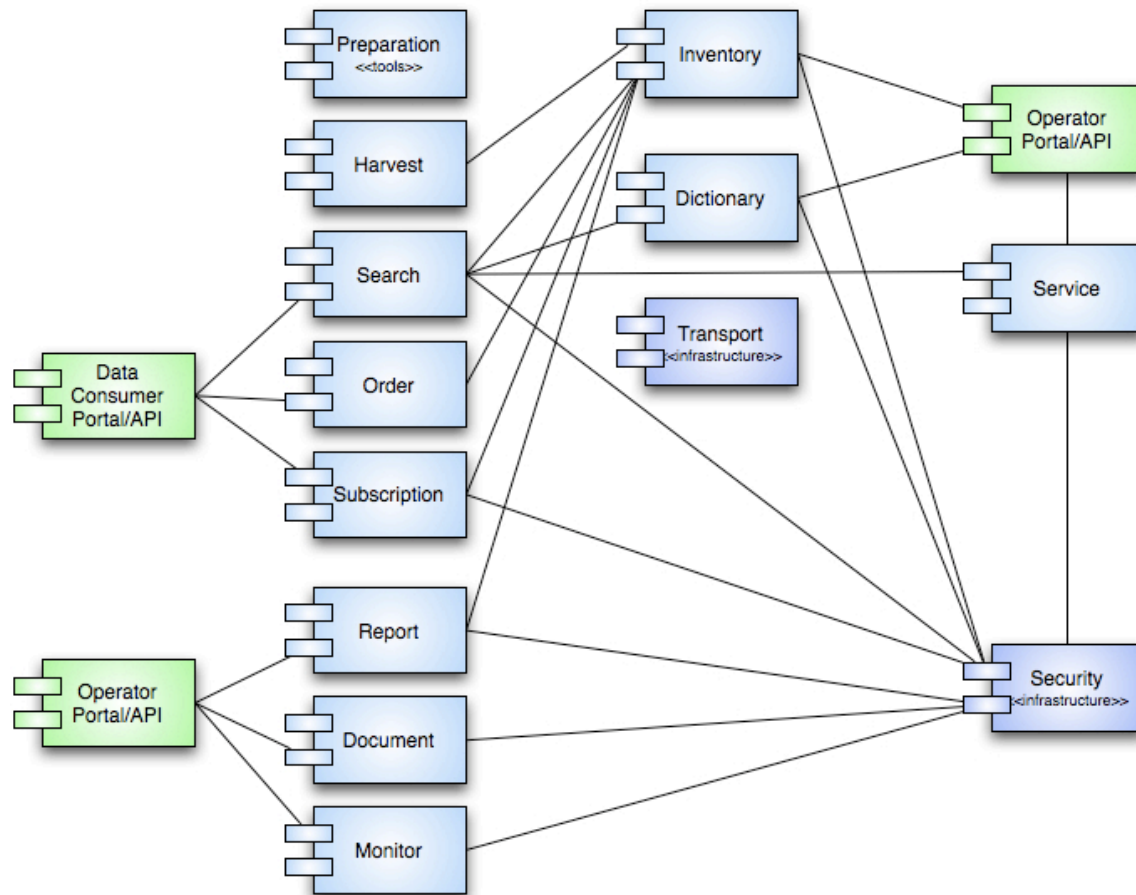 Preparation
<<tools>>
Inventory
Operator
Portal/API
Harvest
Dictionary
Search
Service
Transport
<<infrastructure>>
Data
Consumer
Portal/API
Order
Subscription
Report
Security
<<infrastructure>>
Operator
Portal/API
Document
Monitor